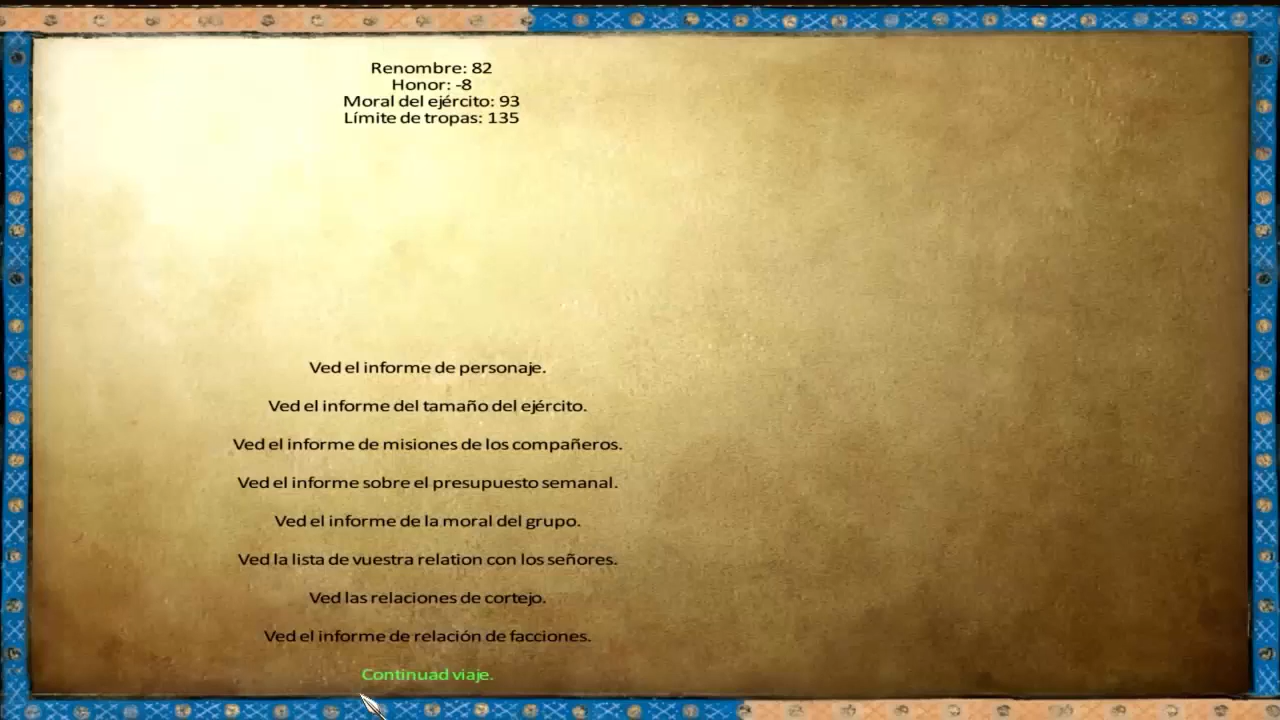 Renombre: 82
Honor: -8
Moral del ejército: 93
Límite de tropas: 135
Ved el informe de personaje.
Ved el informe del tamaño del ejército.
Ved el informe de misiones de los compañeros.
Ved el informe sobre el presupuesto semanal.
Ved el informe de la moral del grupo.
Ved la lista de vuestra relation con los señores.
Ved las relaciones de cortejo.
Ved el informe de relación de facciones.
Continuad viaje.